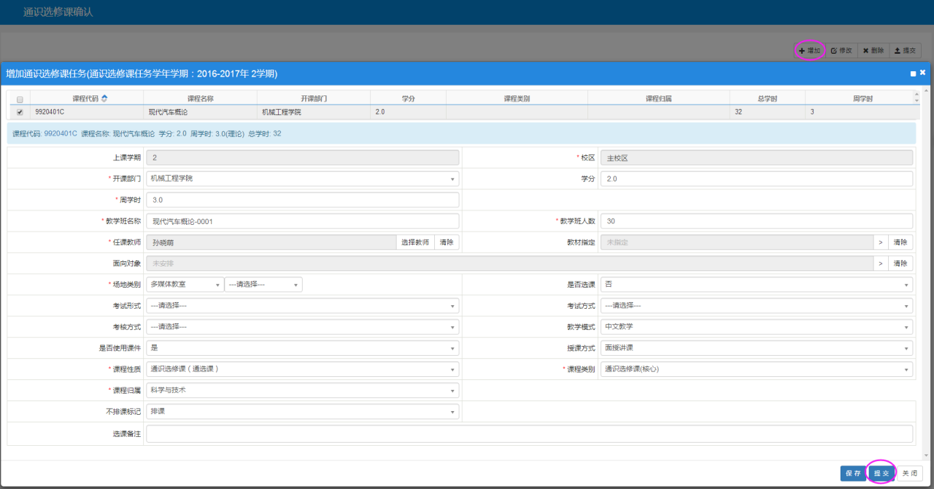 通识选修课确认
增加 修改 删除 提交
增加通识选修课任务(通识选修课任务学年学期：2016-2017年 2学期)
课程代码 课程名称 开课部门 学分 课程类别 课程归属 总学时 周学时
9920401C 现代汽车概论 机械工程学院 2.0 32 3
课程代码: 9920401C 课程名称: 现代汽车概论 学分: 2.0 周学时: 3.0(理论) 总学时: 32
上课学期 2 * 校区 主校区
* 开课部门 机械工程学院 学分 2.0
* 周学时 3.0
* 教学班名称 现代汽车概论-0001 * 教学班人数 30
* 任课教师 孙晓萌 选择教师 清除 教材指定 未指定 > 清除
面向对象 未安排 > 清除
* 场地类别 多媒体教室 ---请选择--- 是否选课 否
考试形式 ---请选择--- 考试方式 ---请选择---
考核方式 ---请选择--- 教学模式 中文教学
是否使用课件 是 授课方式 面授讲课
* 课程性质 通识选修课（通选课） * 课程类别 通识选修课(核心)
* 课程归属 科学与技术
不排课标记 排课
选课备注
保 存 提 交 关 闭